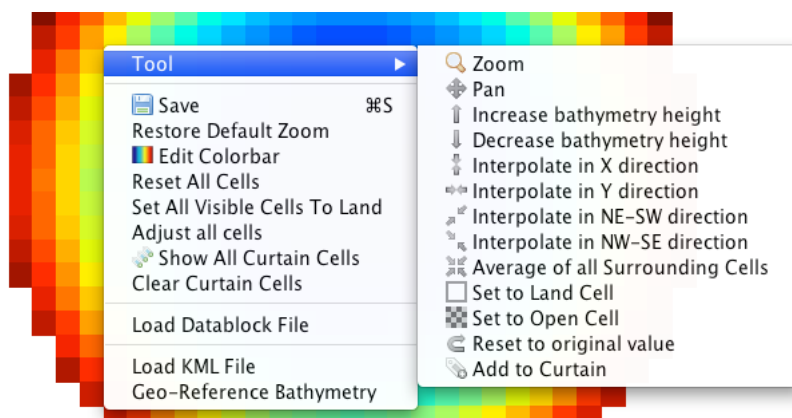 Tool
Save ⌘S
Restore Default Zoom
Edit Colorbar
Reset All Cells
Set All Visible Cells To Land
Adjust all cells
Show All Curtain Cells
Clear Curtain Cells
Load Datablock File
Load KML File
Geo-Reference Bathymetry
Zoom
Pan
Increase bathymetry height
Decrease bathymetry height
Interpolate in X direction
Interpolate in Y direction
Interpolate in NE-SW direction
Interpolate in NW-SE direction
Average of all Surrounding Cells
Set to Land Cell
Set to Open Cell
Reset to original value
Add to Curtain